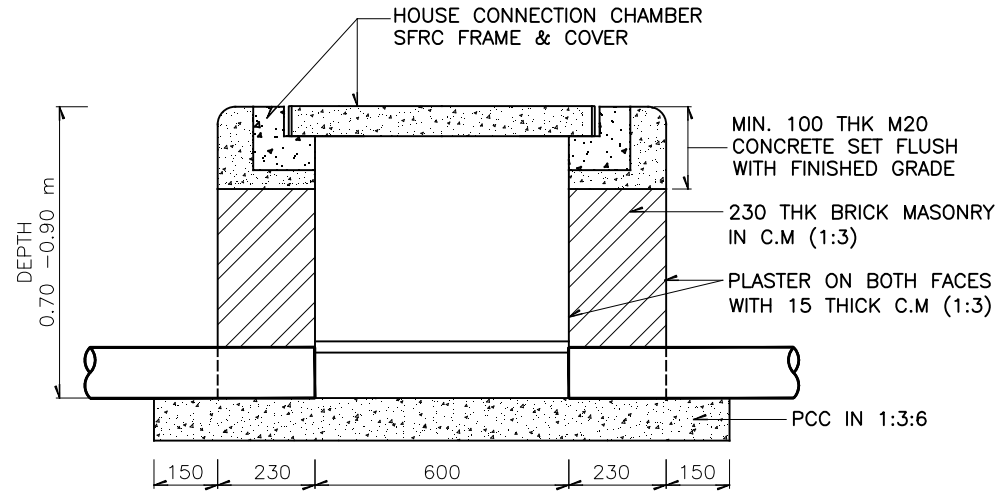 HOUSE CONNECTION CHAMBER
SFRC FRAME & COVER
MIN. 100 THK M20
CONCRETE SET FLUSH
WITH FINISHED GRADE
230 THK BRICK MASONRY
IN C.M (1:3)
PLASTER ON BOTH FACES
WITH 15 THICK C.M (1:3)
DEPTH
0.70 -0.90 m
PCC IN 1:3:6
150 230 600 230 150